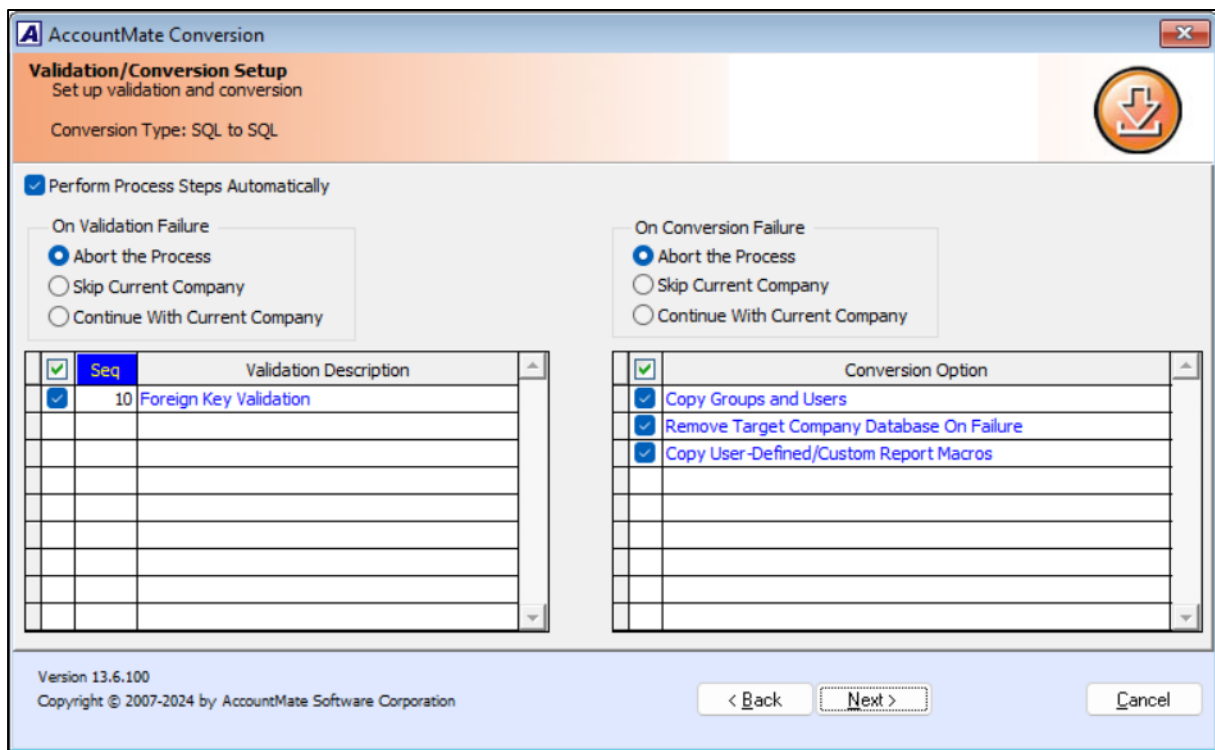 AccountMate Conversion
Validation/Conversion Setup
Set up validation and conversion
Conversion Type: SQL to SQL
Perform Process Steps Automatically
On Validation Failure
Abort the Process
Skip Current Company
Continue With Current Company
On Conversion Failure
Abort the Process
Skip Current Company
Continue With Current Company
Seq Validation Description
10 Foreign Key Validation
Conversion Option
Copy Groups and Users
Remove Target Company Database On Failure
Copy User-Defined/Custom Report Macros
Version 13.6.100
Copyright © 2007-2024 by AccountMate Software Corporation
< Back Next > Cancel